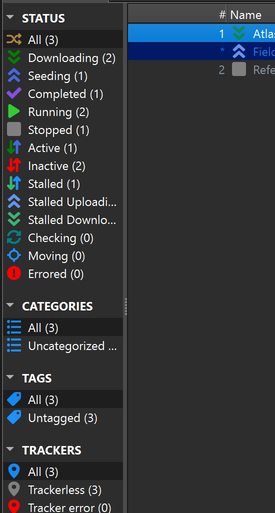 STATUS
All (3)
Downloading (2)
Seeding (1)
Completed (1)
Running (2)
Stopped (1)
Active (1)
Inactive (2)
Stalled (1)
Stalled Uploadi...
Stalled Downlo...
Checking (0)
Moving (0)
Errored (0)
CATEGORIES
All (3)
Uncategorized ...
TAGS
All (3)
Untagged (3)
TRACKERS
All (3)
Trackerless (3)
Tracker error (0)
# Name
1 Atlas
* Field
2 Refe